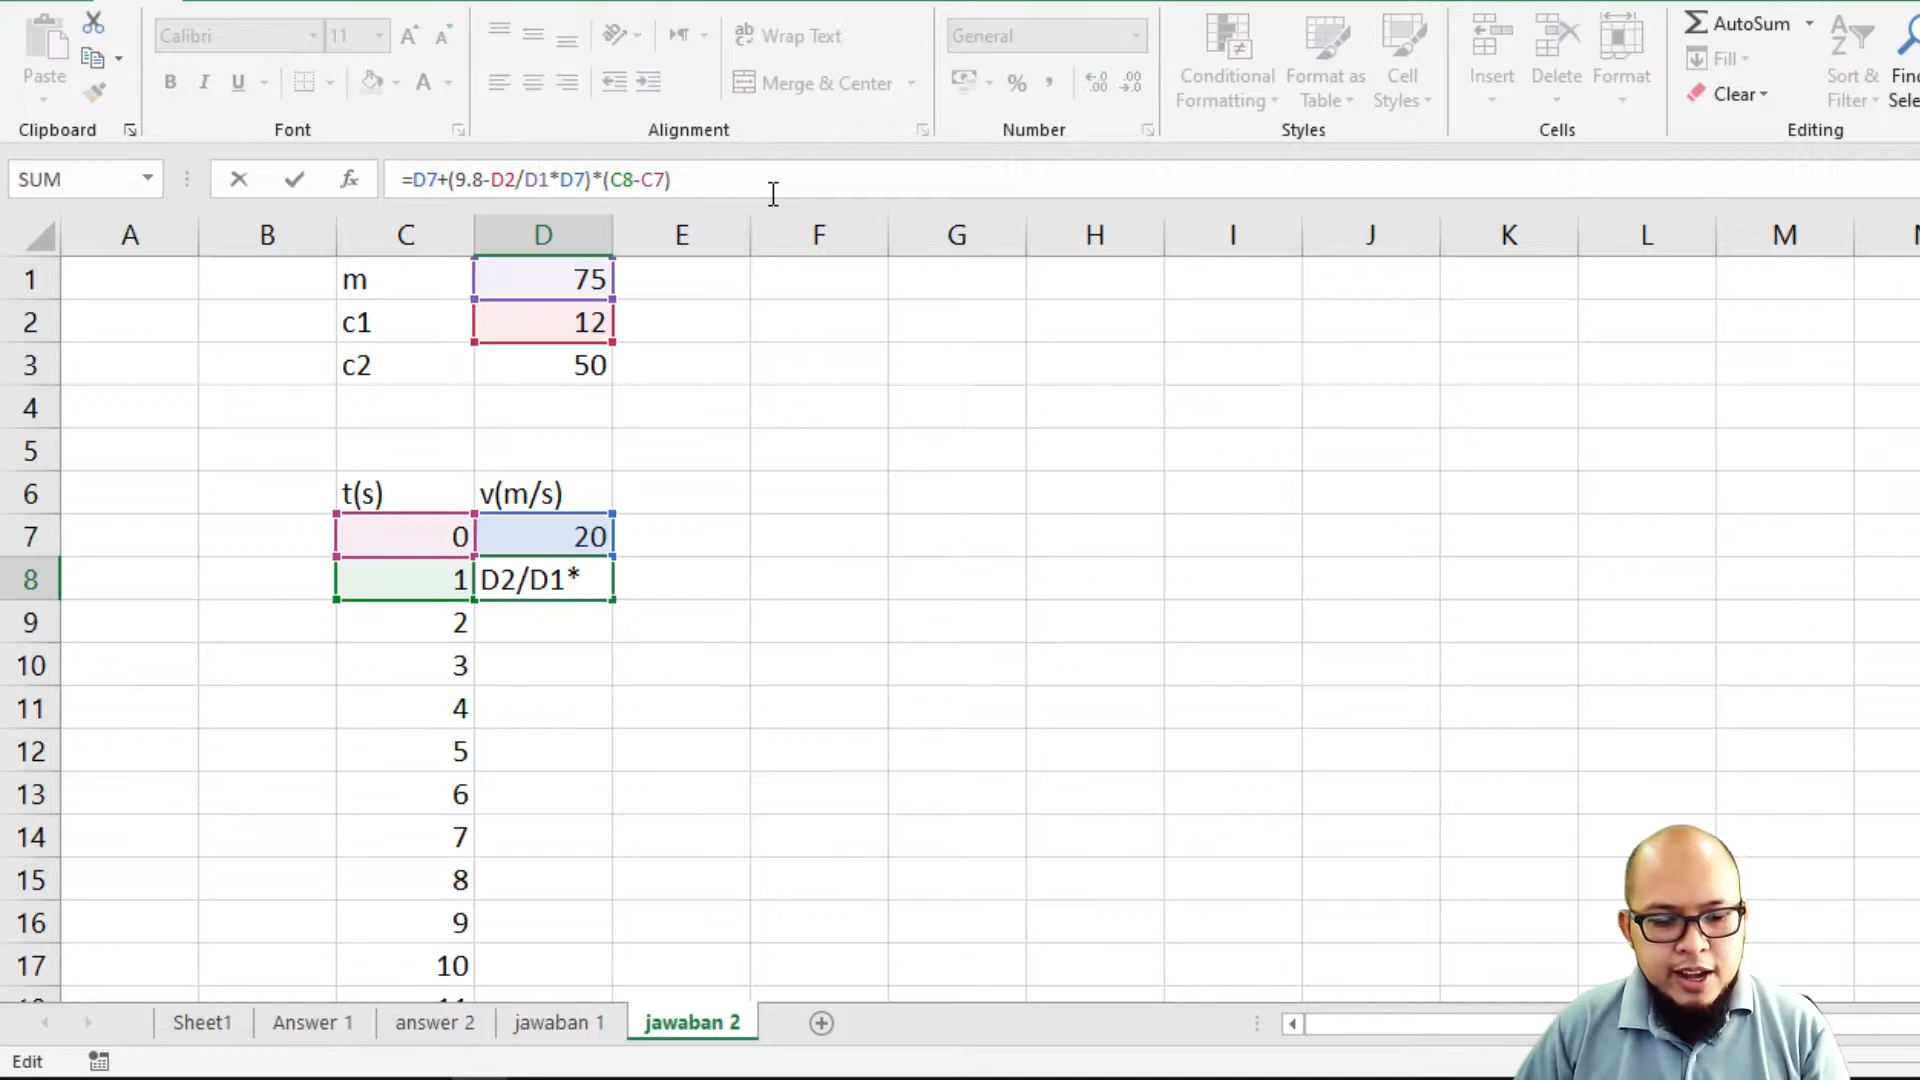 Calibri 11 Wrap Text General AutoSum
Paste Conditional Format as Cell Insert Delete Format Fill Sort &
B I U Merge & Center % Formatting Table Styles Clear Filter
Clipboard Font Alignment Number Styles Cells Editing
SUM fx =D7+(9.8-D2/D1*D7)*(C8-C7)
A B C D E F G H I J K L M
1 m 75
2 c1 12
3 c2 50
4
5
6 t(s) v(m/s)
7 0 20
8 1 D2/D1*
9 2
10 3
11 4
12 5
13 6
14 7
15 8
16 9
17 10
Sheet1 Answer 1 answer 2 jawaban 1 jawaban 2
Edit